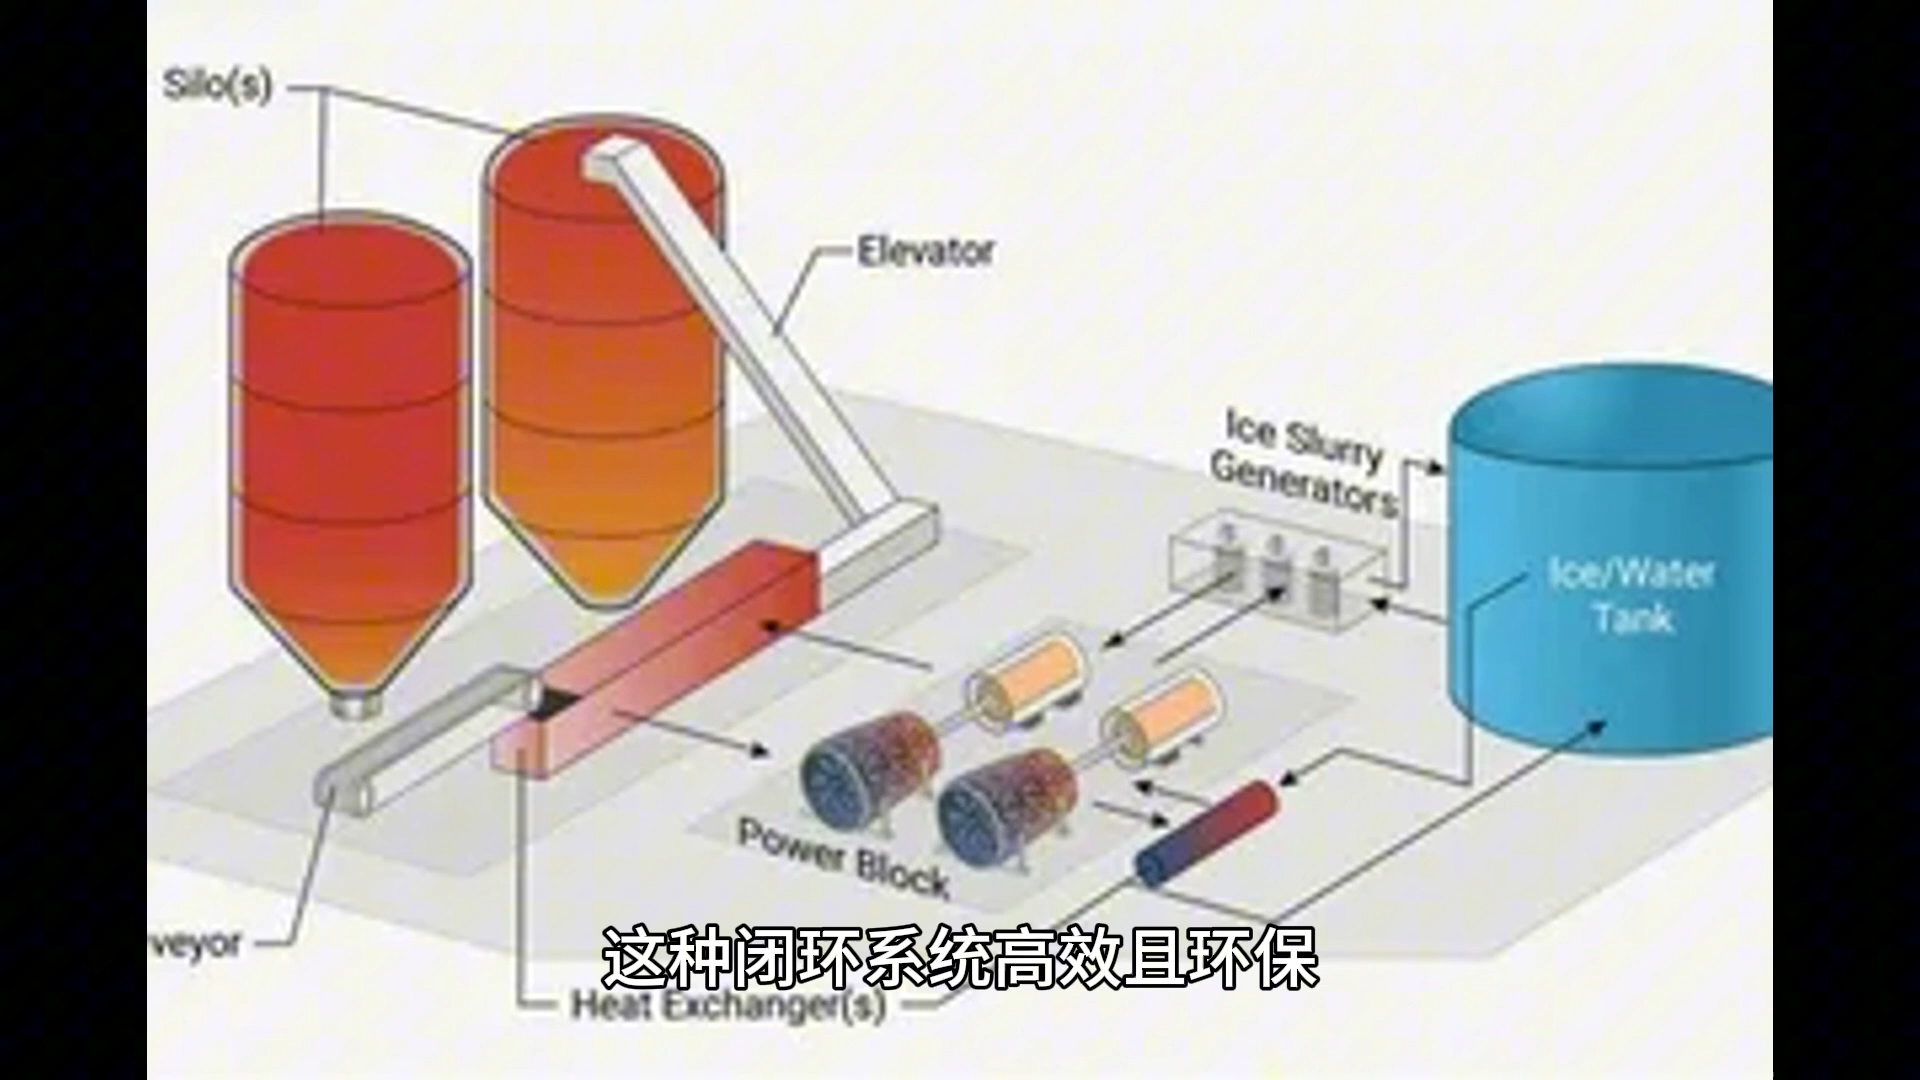 Silo(s)
Elevator
Ice Slurry
Generators
Ice/Water
Tank
Power Block
veyor
Heat Exchanger(s)
这种闭环系统高效且环保